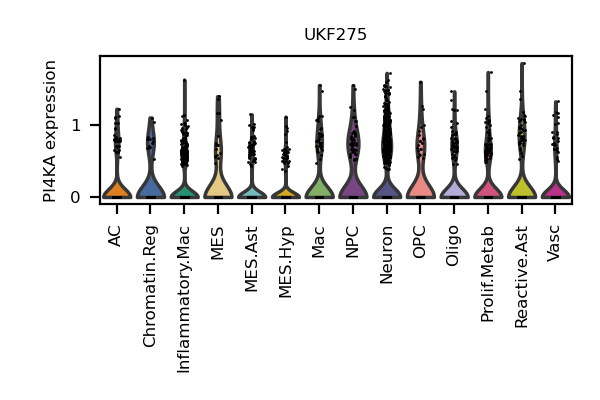 UKF275
PI4KA expression
1
0
AC
Chromatin.Reg
Inflammatory.Mac
MES
MES.Ast
MES.Hyp
Mac
NPC
Neuron
OPC
Oligo
Prolif.Metab
Reactive.Ast
Vasc